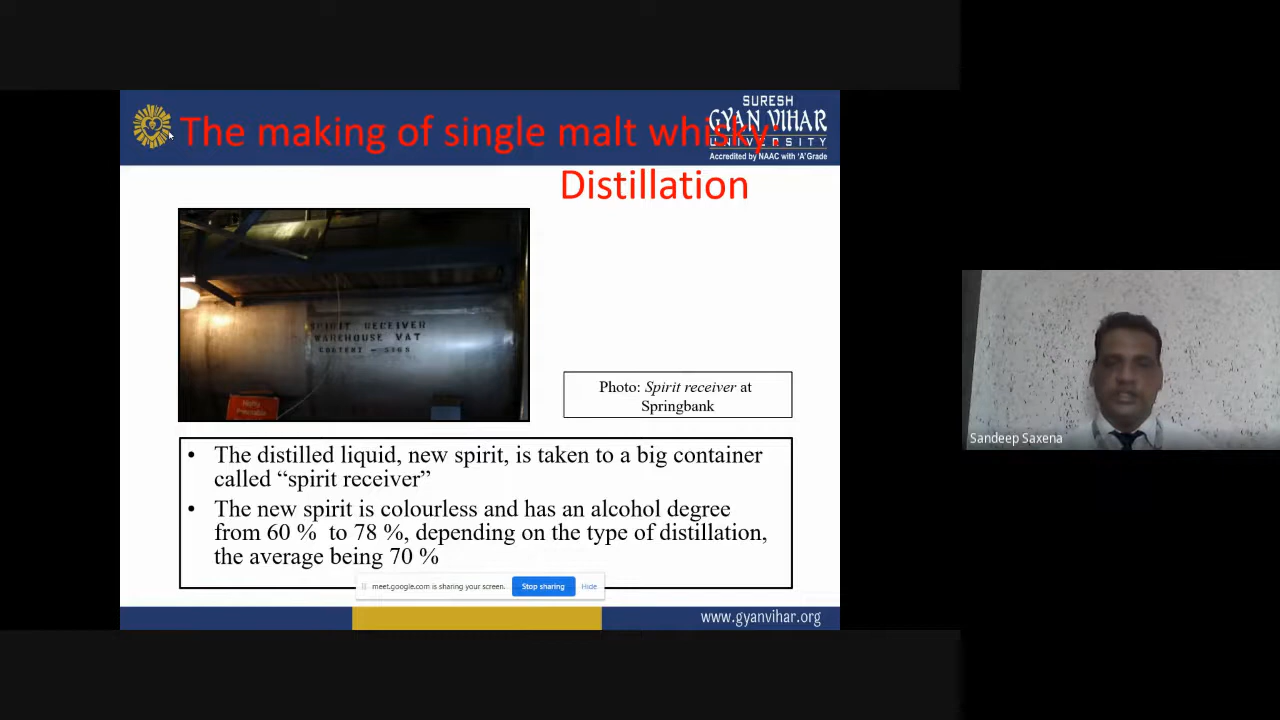 SURESH
GYAN VIHAR
UNIVERSITY
Accredited by NAAC with 'A' Grade
The making of single malt whisky:
Distillation
SPIRIT RECEIVER
WAREHOUSE VAT
Highly
Flammable
Photo: Spirit receiver at
Springbank
• The distilled liquid, new spirit, is taken to a big container
called “spirit receiver”
• The new spirit is colourless and has an alcohol degree
from 60 % to 78 %, depending on the type of distillation,
the average being 70 %
meet.google.com is sharing your screen.
Stop sharing
Hide
www.gyanvihar.org
Sandeep Saxena